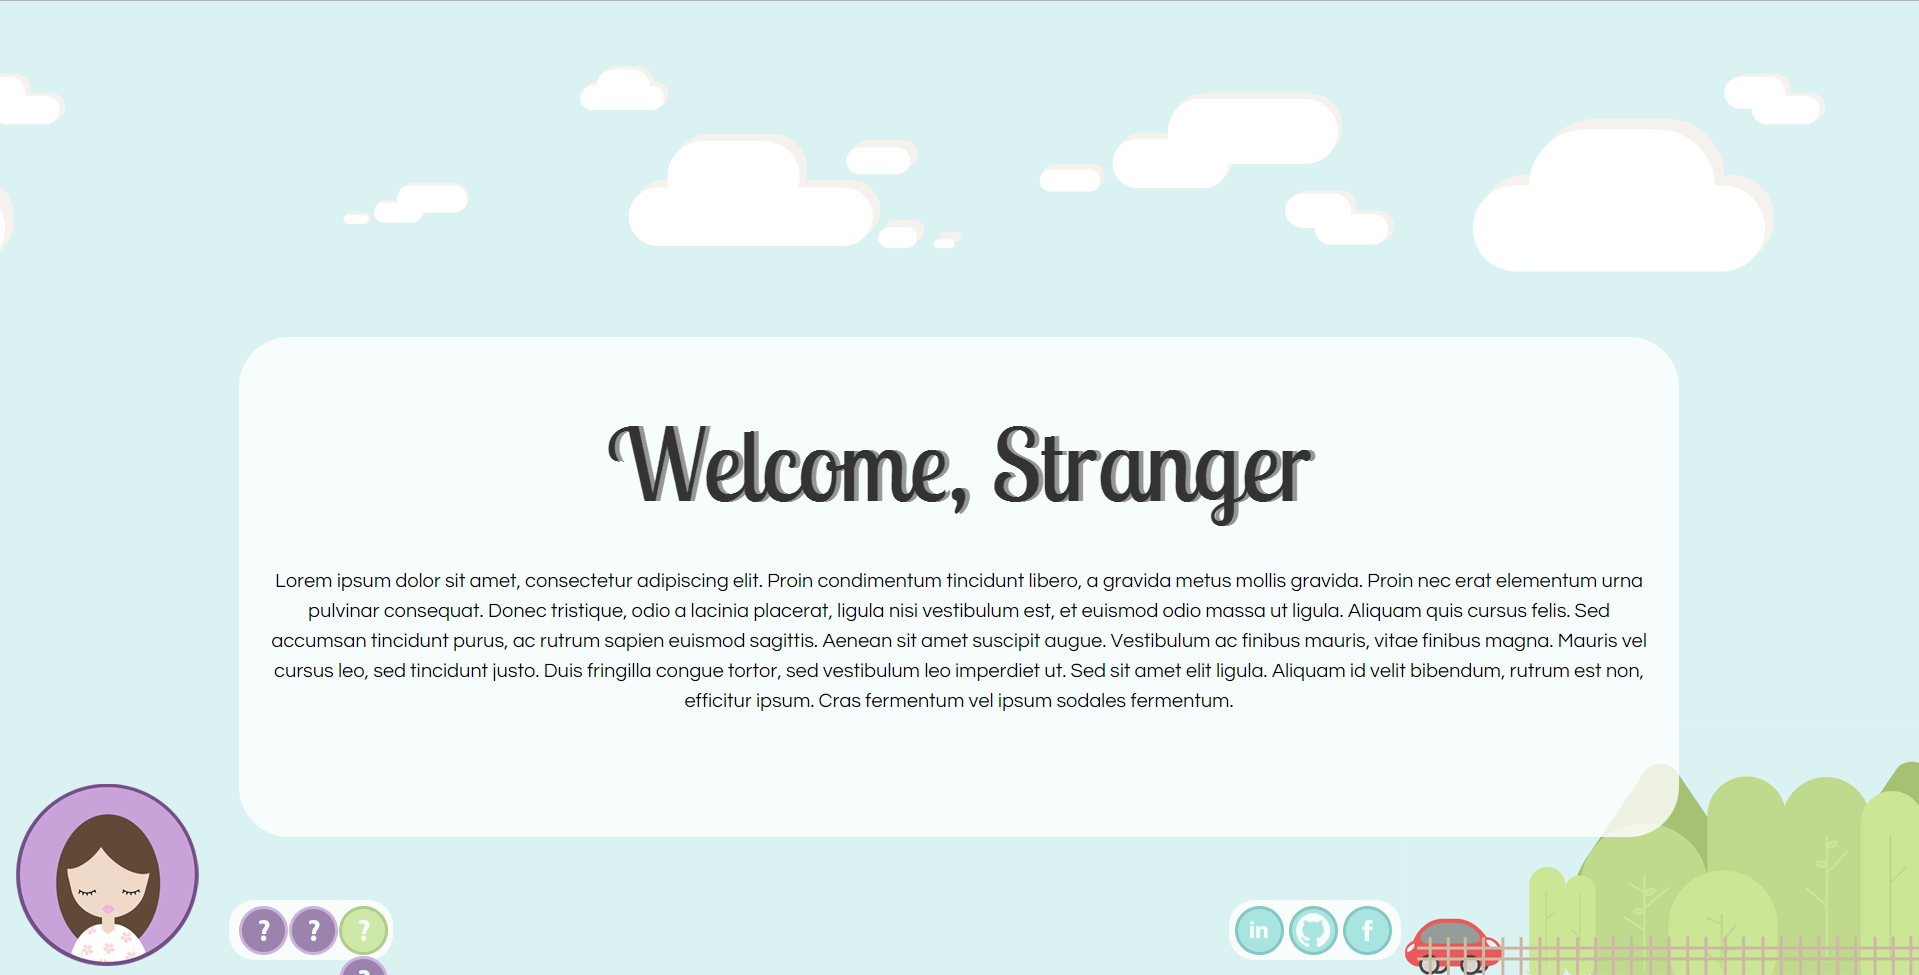 Welcome, Stranger
Lorem ipsum dolor sit amet, consectetur adipiscing elit. Proin condimentum tincidunt libero, a gravida metus mollis gravida. Proin nec erat elementum urna
pulvinar consequat. Donec tristique, odio a lacinia placerat, ligula nisi vestibulum est, et euismod odio massa ut ligula. Aliquam quis cursus felis. Sed
accumsan tincidunt purus, ac rutrum sapien euismod sagittis. Aenean sit amet suscipit augue. Vestibulum ac finibus mauris, vitae finibus magna. Mauris vel
cursus leo, sed tincidunt justo. Duis fringilla congue tortor, sed vestibulum leo imperdiet ut. Sed sit amet elit ligula. Aliquam id velit bibendum, rutrum est non,
efficitur ipsum. Cras fermentum vel ipsum sodales fermentum.
? ? ? in f
?